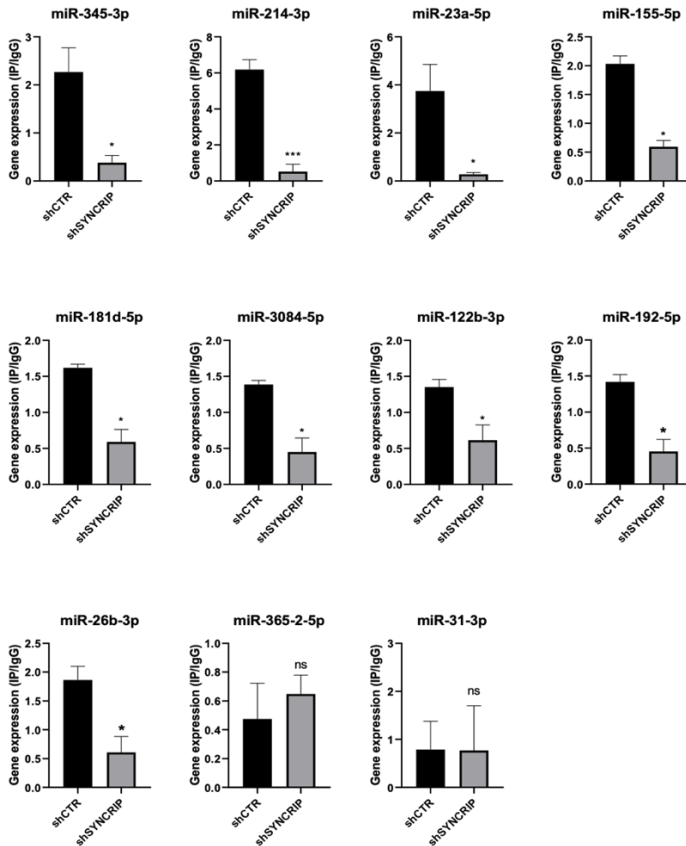 miR-345-3p
Gene expression (IP/IgG)
3
2
1
0
*
shCTR
shSYNCRIP
miR-214-3p
Gene expression (IP/IgG)
8
6
4
2
0
***
shCTR
shSYNCRIP
miR-23a-5p
Gene expression (IP/IgG)
6
4
2
0
*
shCTR
shSYNCRIP
miR-155-5p
Gene expression (IP/IgG)
2.5
2.0
1.5
1.0
0.5
0.0
*
shCTR
shSYNCRIP
miR-181d-5p
Gene expression (IP/IgG)
2.0
1.5
1.0
0.5
0.0
*
shCTR
shSYNCRIP
miR-3084-5p
Gene expression (IP/IgG)
2.0
1.5
1.0
0.5
0.0
*
shCTR
shSYNCRIP
miR-122b-3p
Gene expression (IP/IgG)
2.0
1.5
1.0
0.5
0.0
*
shCTR
shSYNCRIP
miR-192-5p
Gene expression (IP/IgG)
2.0
1.5
1.0
0.5
0.0
*
shCTR
shSYNCRIP
miR-26b-3p
Gene expression (IP/IgG)
2.5
2.0
1.5
1.0
0.5
0.0
*
shCTR
shSYNCRIP
miR-365-2-5p
Gene expression (IP/IgG)
1.0
0.8
0.6
0.4
0.2
0.0
ns
shCTR
shSYNCRIP
miR-31-3p
Gene expression (IP/IgG)
3
2
1
0
ns
shCTR
shSYNCRIP